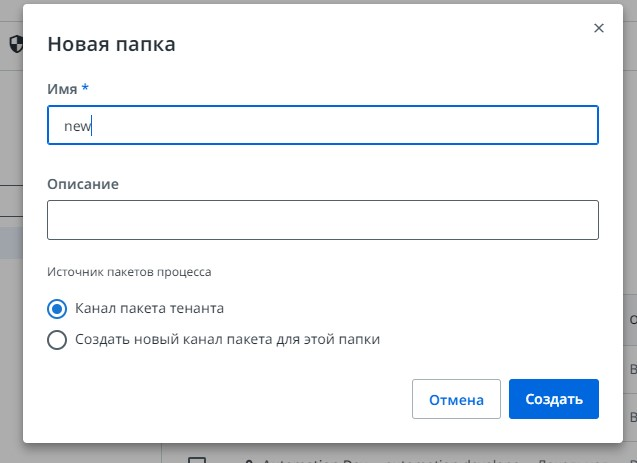 Новая папка
Имя *
new
Описание
Источник пакетов процесса
Канал пакета тенанта
Создать новый канал пакета для этой папки
Отмена
Создать